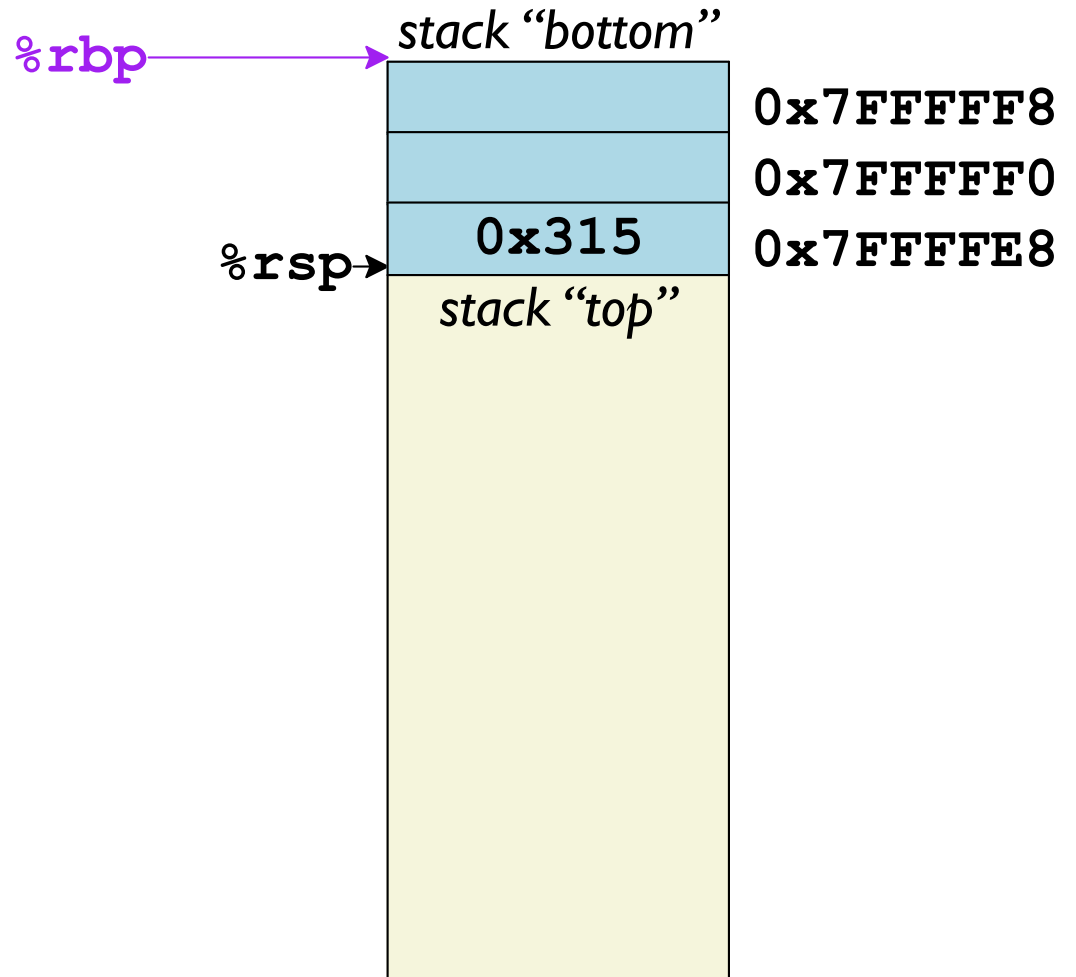 stack “bottom”
%rbp
0x7FFFFF8
0x7FFFFF0
0x315
0x7FFFFE8
%rsp
stack “top”